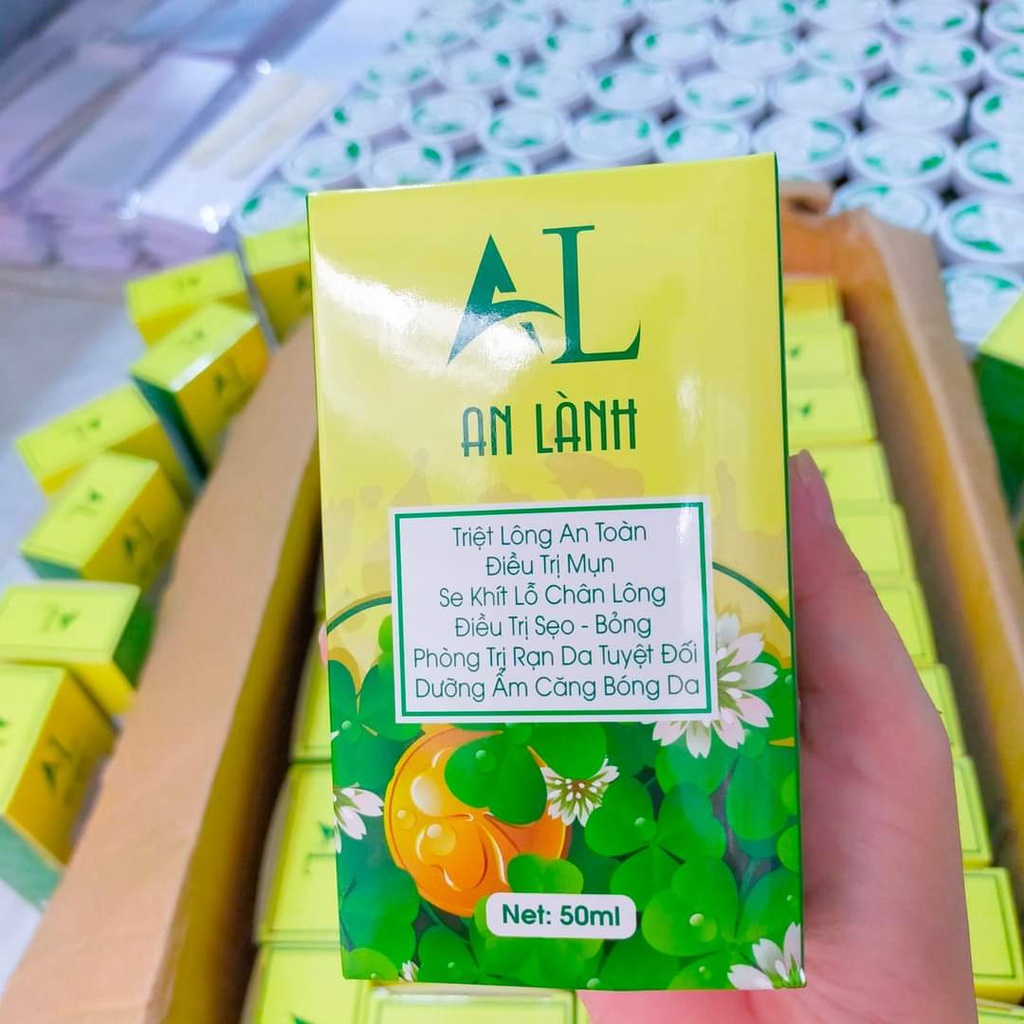 AL
AN LÀNH
Triệt Lông An Toàn
Điều Trị Mụn
Se Khít Lỗ Chân Lông
Điều Trị Sẹo - Bỏng
Phòng Trị Rạn Da Tuyệt Đối
Dưỡng Ẩm Căng Bóng Da
Net: 50ml